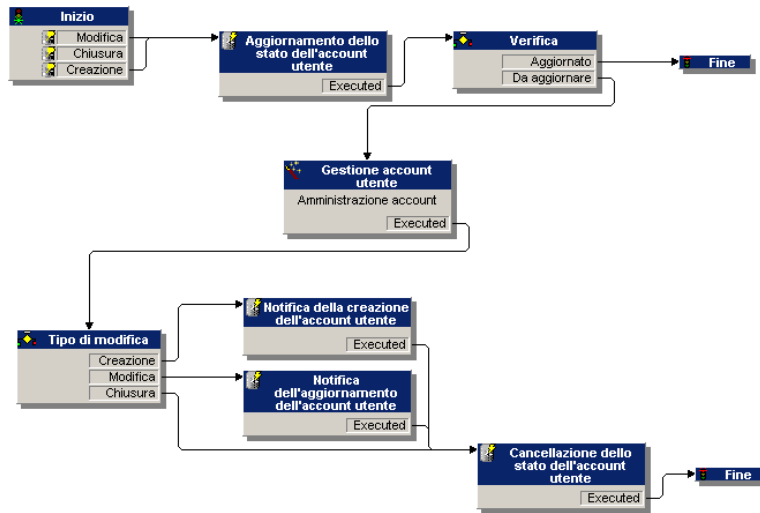 Inizio
Modifica
Chiusura
Creazione
Aggiornamento dello
stato dell'account
utente
Executed
Verifica
Aggiornato
Da aggiornare
Fine
Gestione account
utente
Amministrazione account
Executed
Tipo di modifica
Creazione
Modifica
Chiusura
Notifica della creazione
dell'account utente
Executed
Notifica
dell'aggiornamento
dell'account utente
Executed
Cancellazione dello
stato dell'account
utente
Executed
Fine